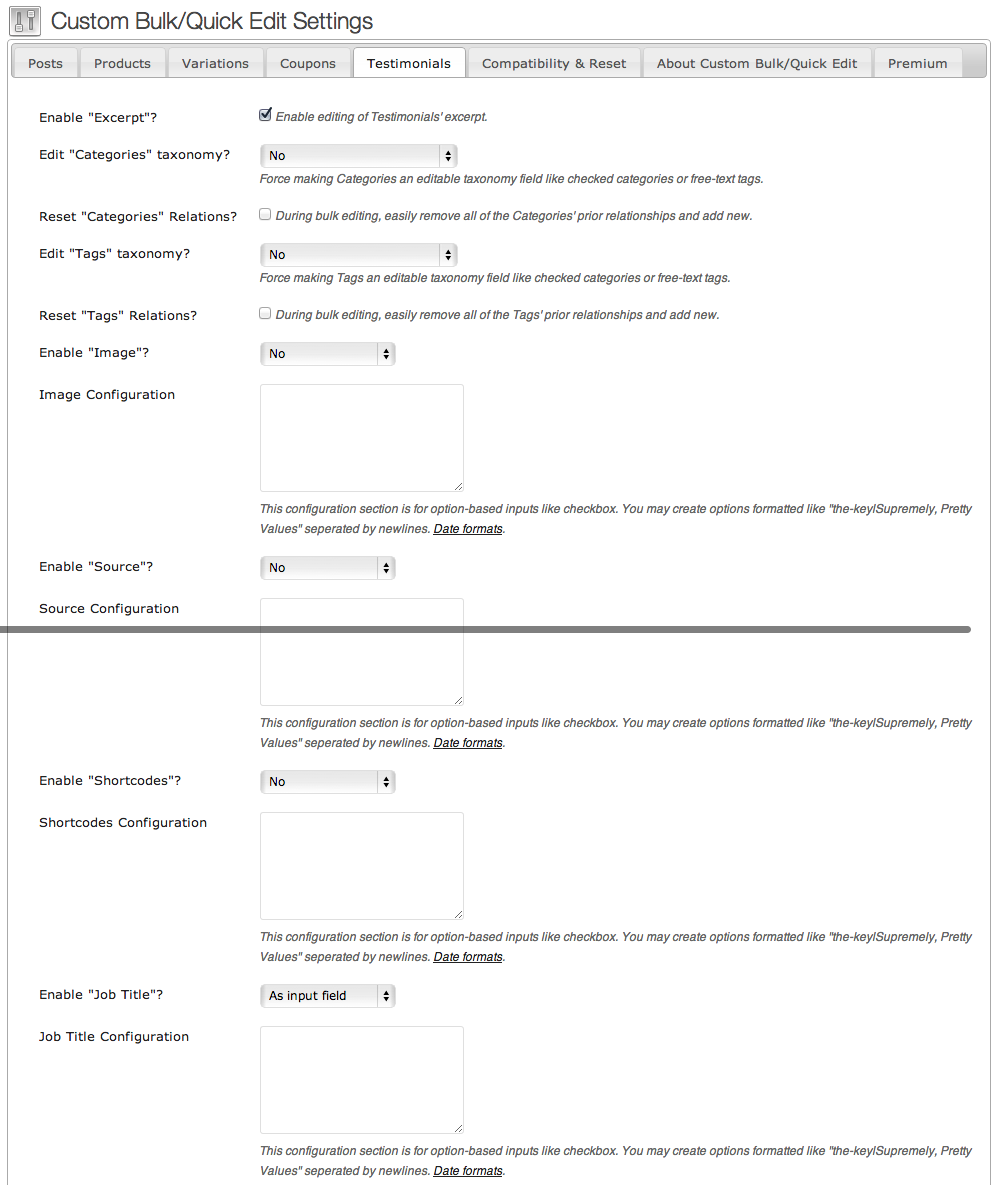 Custom Bulk/Quick Edit Settings
Posts Products Variations Coupons Testimonials Compatibility & Reset About Custom Bulk/Quick Edit Premium
Enable "Excerpt"? Enable editing of Testimonials' excerpt.
Edit "Categories" taxonomy? No
Force making Categories an editable taxonomy field like checked categories or free-text tags.
Reset "Categories" Relations? During bulk editing, easily remove all of the Categories' prior relationships and add new.
Edit "Tags" taxonomy? No
Force making Tags an editable taxonomy field like checked categories or free-text tags.
Reset "Tags" Relations? During bulk editing, easily remove all of the Tags' prior relationships and add new.
Enable "Image"? No
Image Configuration
This configuration section is for option-based inputs like checkbox. You may create options formatted like "the-key|Supremely, Pretty
Values" seperated by newlines. Date formats.
Enable "Source"? No
Source Configuration
This configuration section is for option-based inputs like checkbox. You may create options formatted like "the-key|Supremely, Pretty
Values" seperated by newlines. Date formats.
Enable "Shortcodes"? No
Shortcodes Configuration
This configuration section is for option-based inputs like checkbox. You may create options formatted like "the-key|Supremely, Pretty
Values" seperated by newlines. Date formats.
Enable "Job Title"? As input field
Job Title Configuration
This configuration section is for option-based inputs like checkbox. You may create options formatted like "the-key|Supremely, Pretty
Values" seperated by newlines. Date formats.